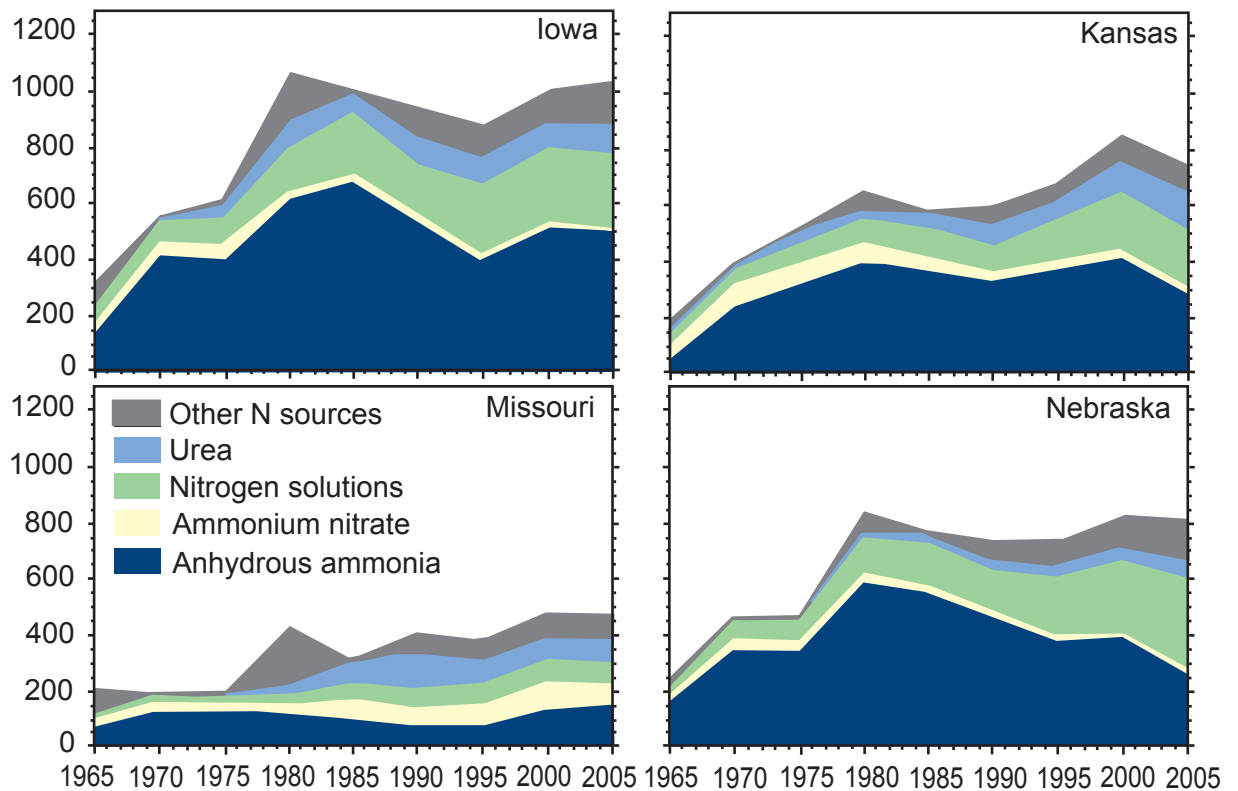 Iowa
Kansas
1200
1000
800
600
400
200
0
Missouri
Nebraska
1200
1000
800
600
400
200
0
Other N sources
Urea
Nitrogen solutions
Ammonium nitrate
Anhydrous ammonia
1965 1970 1975 1980 1985 1990 1995 2000 2005
1965 1970 1975 1980 1985 1990 1995 2000 2005